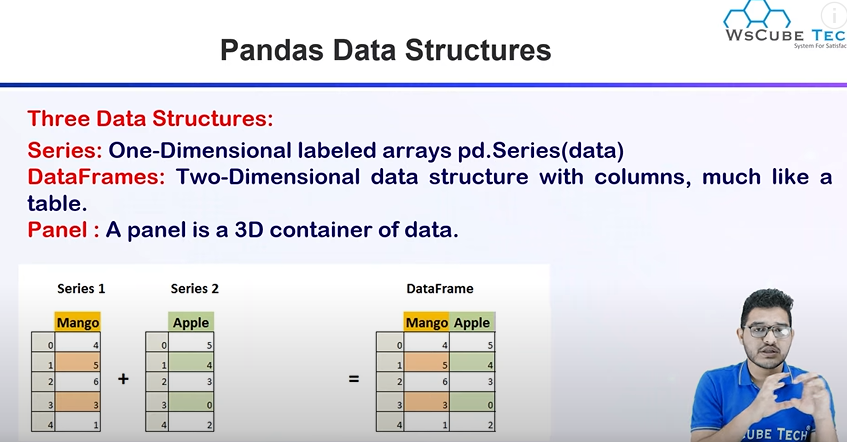 WsCube Tec
System For Satisfac
Pandas Data Structures
Three Data Structures:
Series: One-Dimensional labeled arrays pd.Series(data)
DataFrames: Two-Dimensional data structure with columns, much like a
table.
Panel : A panel is a 3D container of data.
Series 1 Series 2 DataFrame
Mango Apple Mango Apple
0 4 0 5 0 4 5
1 5 1 4 1 5 4
2 6 + 2 3 = 2 6 3
3 3 3 0 3 3 0
4 1 4 2 4 1 2
UBE TECH